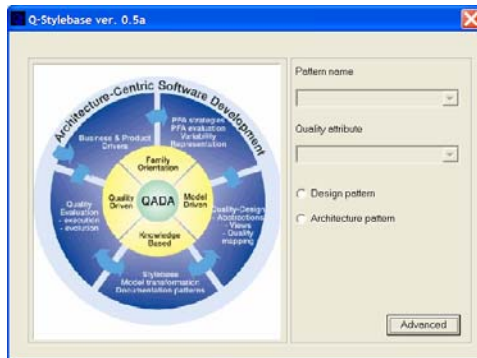 Q-Stylebase ver. 0.5a
Architecture-Centric Software Development
Business & Product
Drivers
PFA strategies
PFA evaluation
Variability
Representation
Family
Orientation
Quality
Driven
QADA
Model
Driven
Knowledge
Based
Quality
Evaluation
- execution
- evolution
Quality-Design
- Abstractions
- Views
- Quality
mapping
Stylebase
Model transformation
Documentation patterns
Pattern name
Quality attribute
Design pattern
Architecture pattern
Advanced